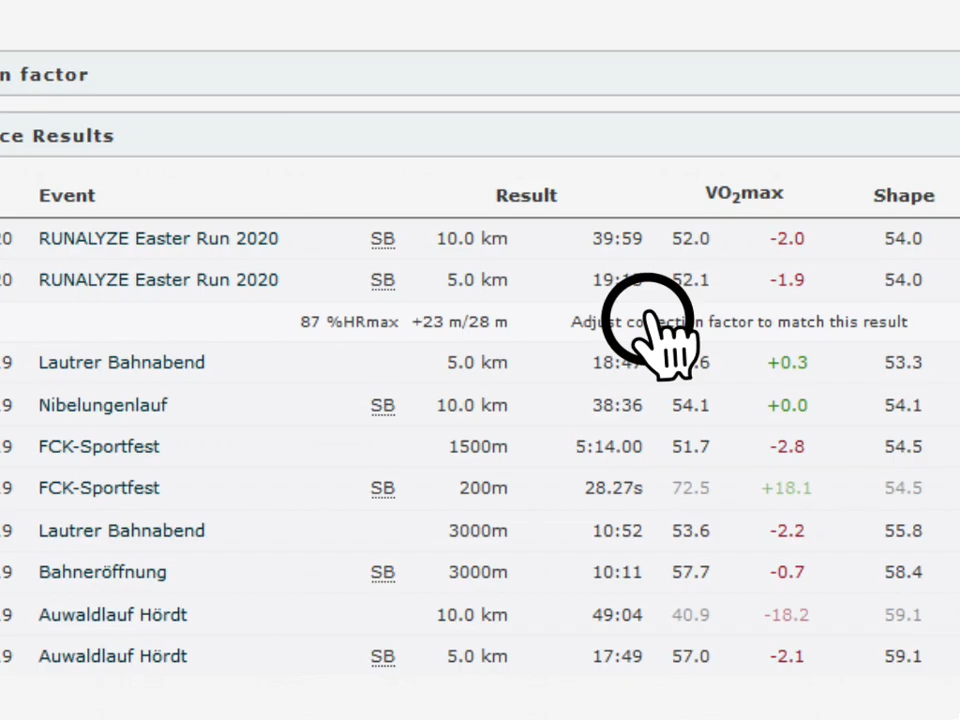 n factor
ce Results
Event Result VO₂max Shape
20 RUNALYZE Easter Run 2020 SB 10.0 km 39:59 52.0 -2.0 54.0
20 RUNALYZE Easter Run 2020 SB 5.0 km 52.1 -1.9 54.0
87 %HRmax +23 m/28 m Adjust correction factor to match this result
19 Lautrer Bahnabend 5.0 km +0.3 53.3
19 Nibelungenlauf SB 10.0 km 38:36 54.1 +0.0 54.1
19 FCK-Sportfest 1500m 5:14.00 51.7 -2.8 54.5
19 FCK-Sportfest SB 200m 28.27s 72.5 +18.1 54.5
19 Lautrer Bahnabend 3000m 10:52 53.6 -2.2 55.8
19 Bahneröffnung SB 3000m 10:11 57.7 -0.7 58.4
19 Auwaldlauf Hördt 10.0 km 49:04 40.9 -18.2 59.1
19 Auwaldlauf Hördt SB 5.0 km 17:49 57.0 -2.1 59.1